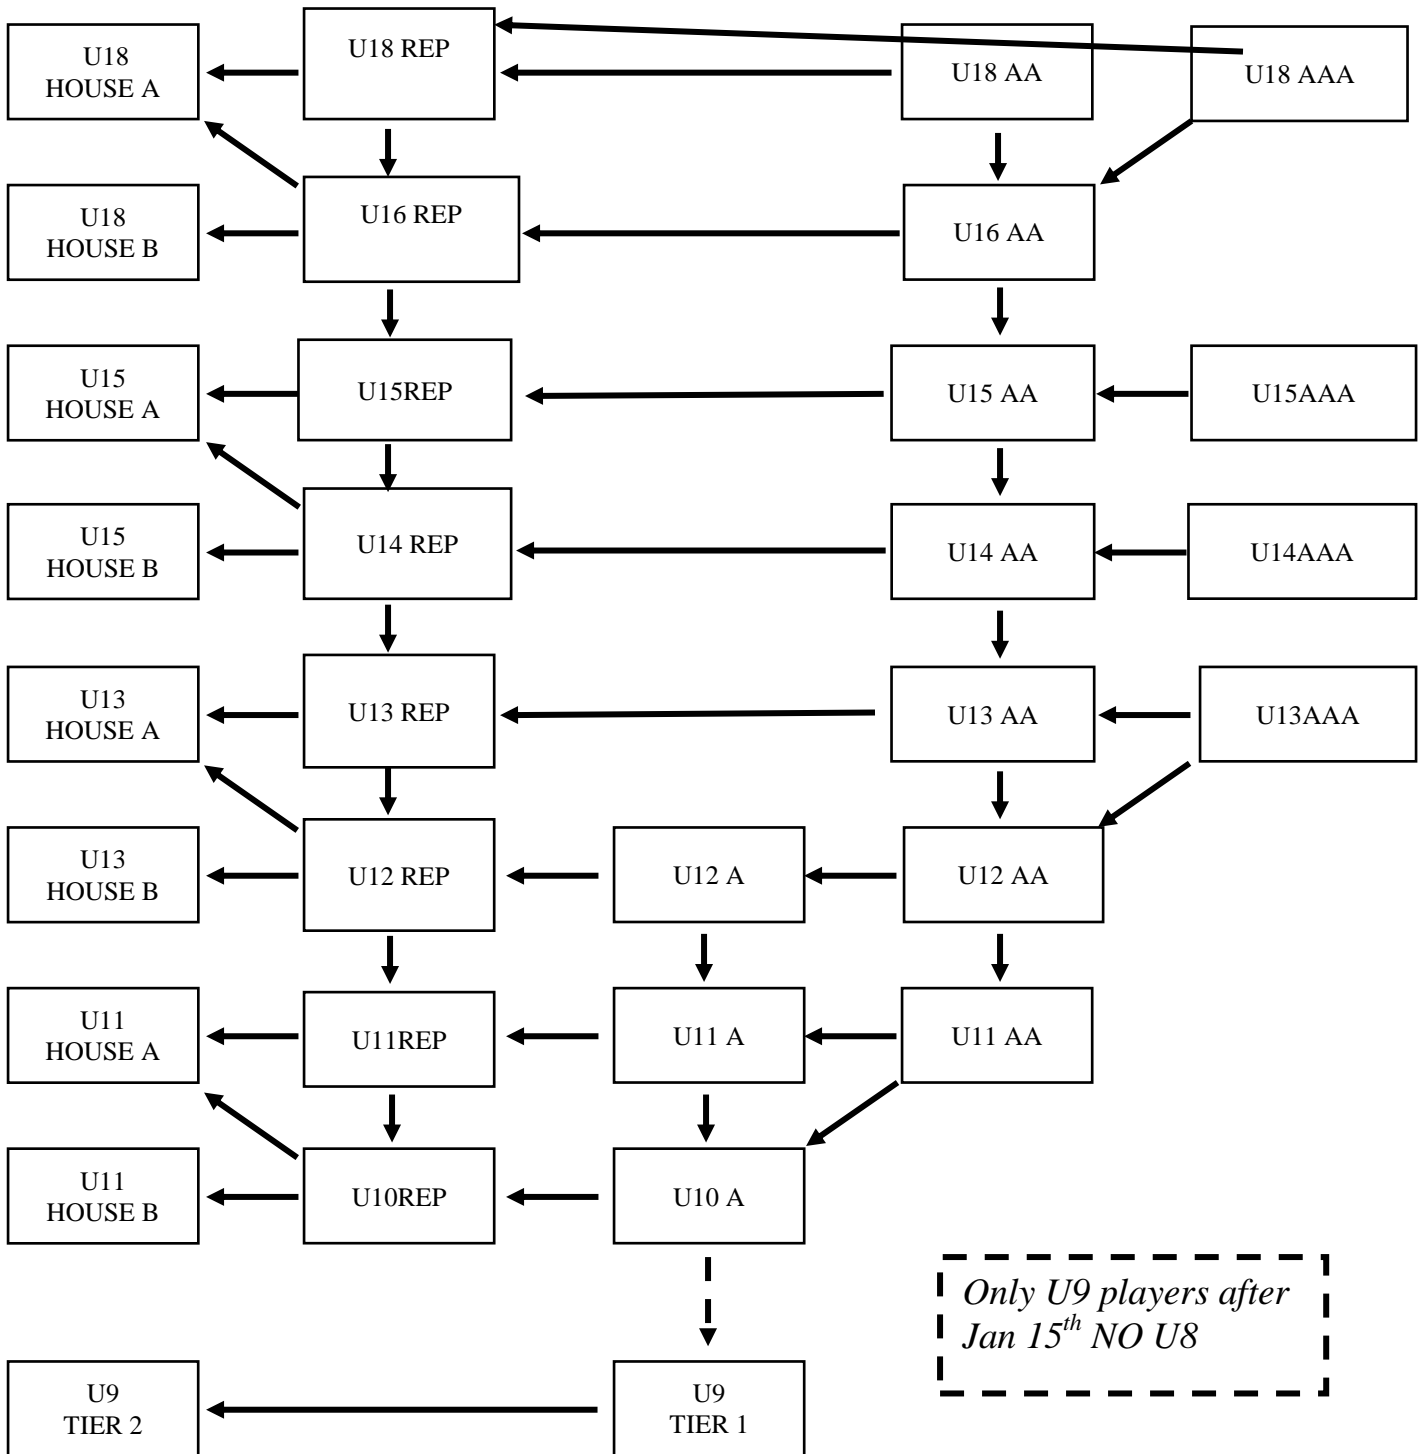 U18 REP
U18
HOUSE A
U18 AA
U18 AAA
U18
HOUSE B
U16 REP
U16 AA
U15
HOUSE A
U15REP
U15 AA
U15AAA
U15
HOUSE B
U14 REP
U14 AA
U14AAA
U13
HOUSE A
U13 REP
U13 AA
U13AAA
U13
HOUSE B
U12 REP
U12 A
U12 AA
U11
HOUSE A
U11REP
U11 A
U11 AA
U11
HOUSE B
U10REP
U10 A
Only U9 players after
Jan 15th NO U8
U9
TIER 2
U9
TIER 1